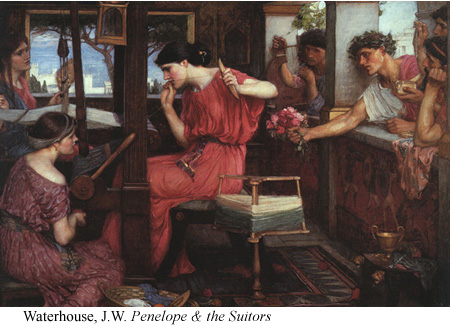 Waterhouse, J.W. Penelope & the Suitors